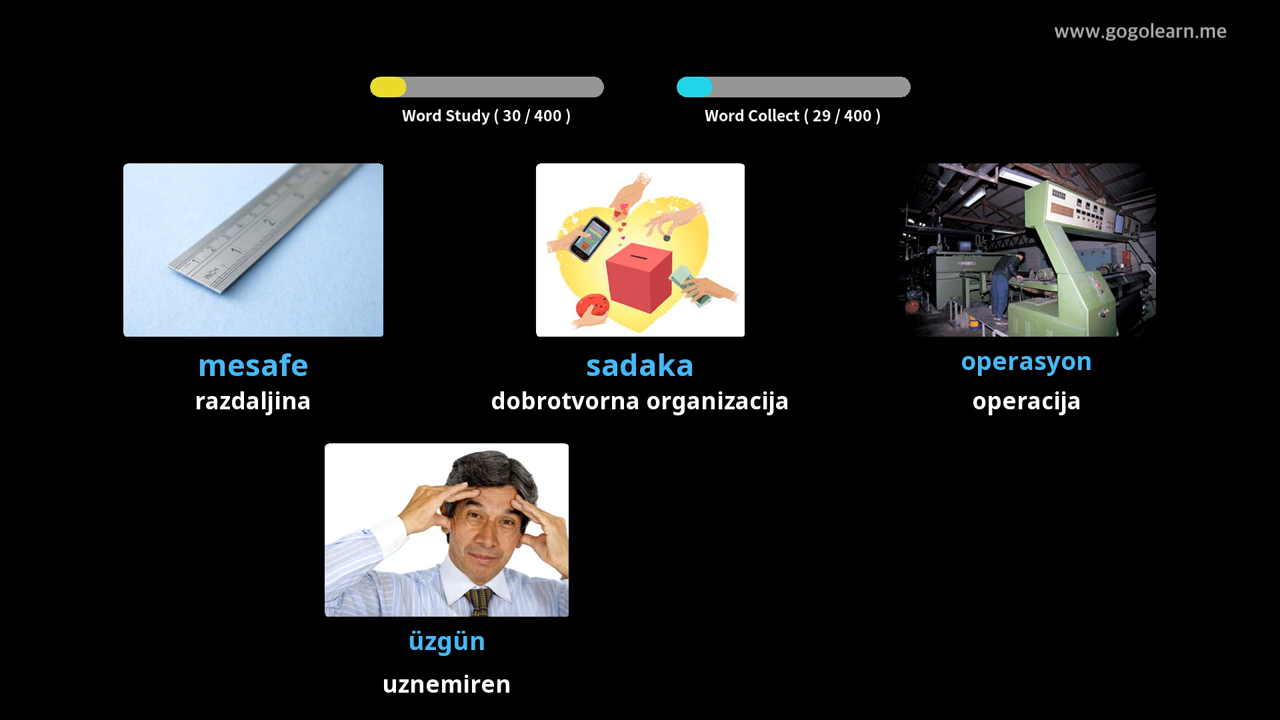 www.gogolearn.me
Word Study ( 30 / 400 )
Word Collect ( 29 / 400 )
mesafe
razdaljina
sadaka
dobrotvorna organizacija
operasyon
operacija
üzgün
uznemiren